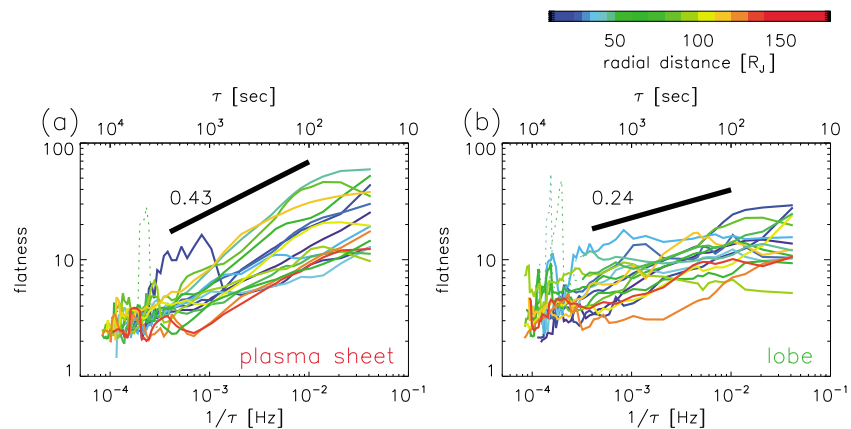 50 100 150
radial distance [R_J]
τ [sec]
τ [sec]
(a) 10^4 10^3 10^2 10
(b) 10^4 10^3 10^2 10
100
10
1
flatness
0.43
plasma sheet
100
10
1
flatness
0.24
lobe
10^-4 10^-3 10^-2 10^-1
10^-4 10^-3 10^-2 10^-1
1/τ [Hz]
1/τ [Hz]